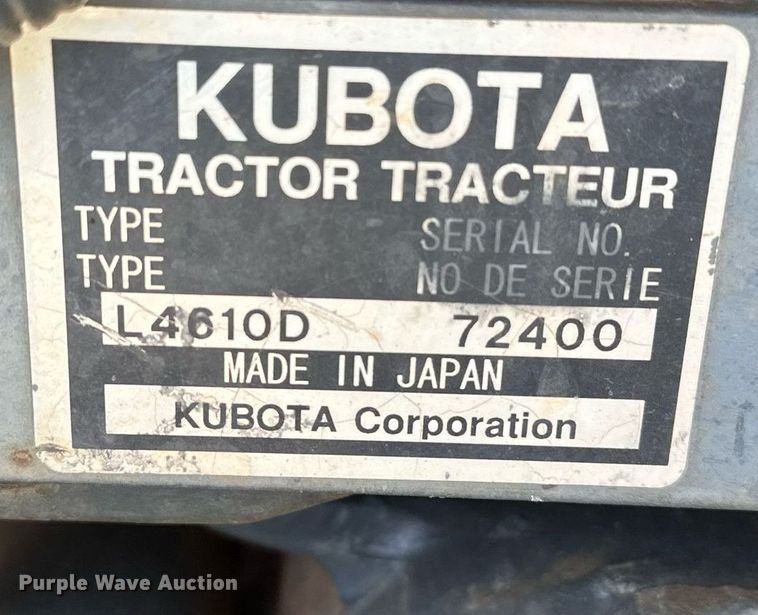 KUBOTA
TRACTOR TRACTEUR
TYPE SERIAL NO.
TYPE NO DE SERIE
L4610D 72400
MADE IN JAPAN
KUBOTA Corporation
Purple Wave Auction